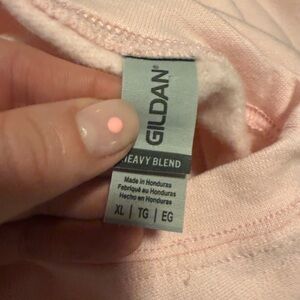 GILDAN®
HEAVY BLEND
Made in Honduras
Fabriqué au Honduras
Hecho en Honduras
XL | TG | EG